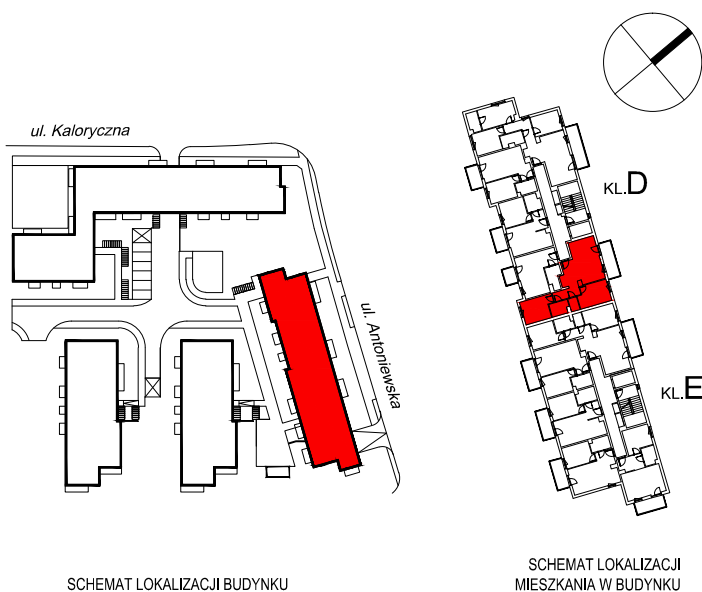 ul. Kaloryczna
KL.D
ul. Antoniewska
KL.E
SCHEMAT LOKALIZACJI BUDYNKU
SCHEMAT LOKALIZACJI
MIESZKANIA W BUDYNKU